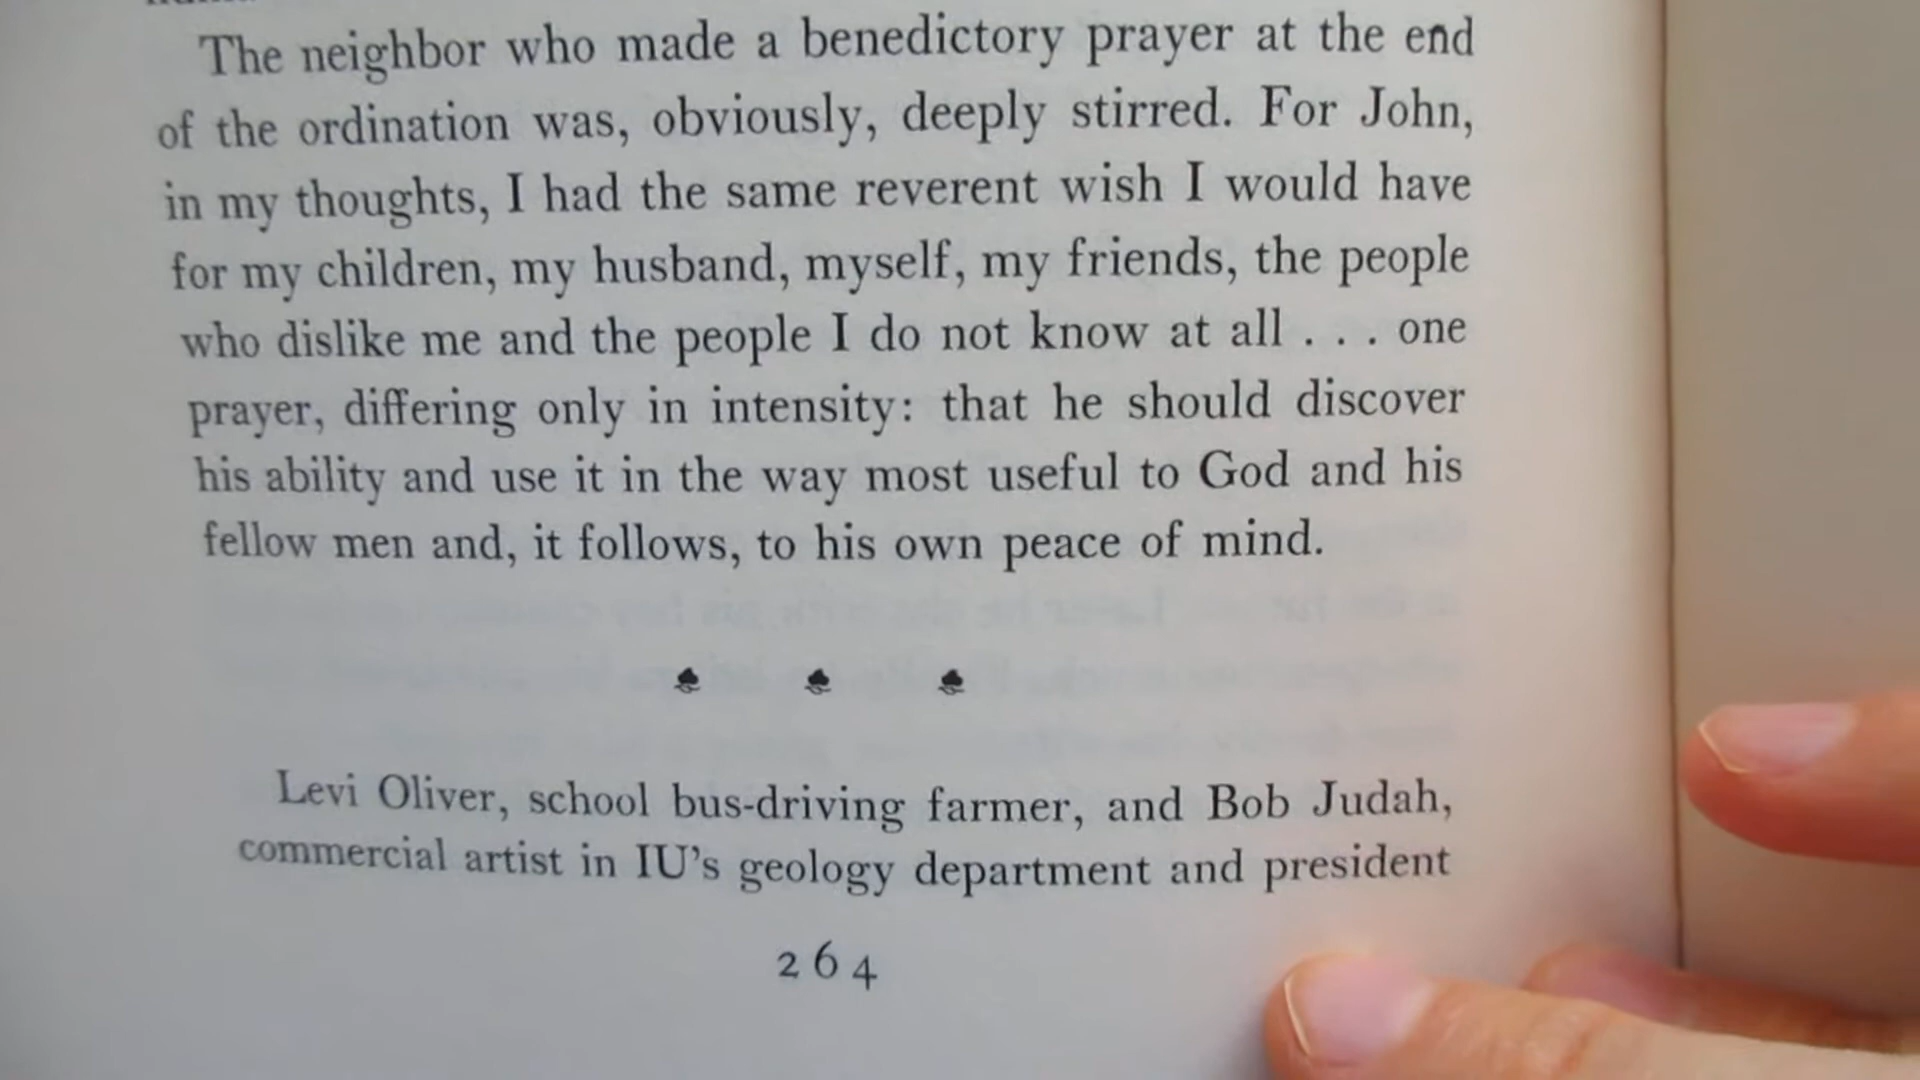 The neighbor who made a benedictory prayer at the end
of the ordination was, obviously, deeply stirred. For John,
in my thoughts, I had the same reverent wish I would have
for my children, my husband, myself, my friends, the people
who dislike me and the people I do not know at all . . . one
prayer, differing only in intensity: that he should discover
his ability and use it in the way most useful to God and his
fellow men and, it follows, to his own peace of mind.
Levi Oliver, school bus-driving farmer, and Bob Judah,
commercial artist in IU's geology department and president
264